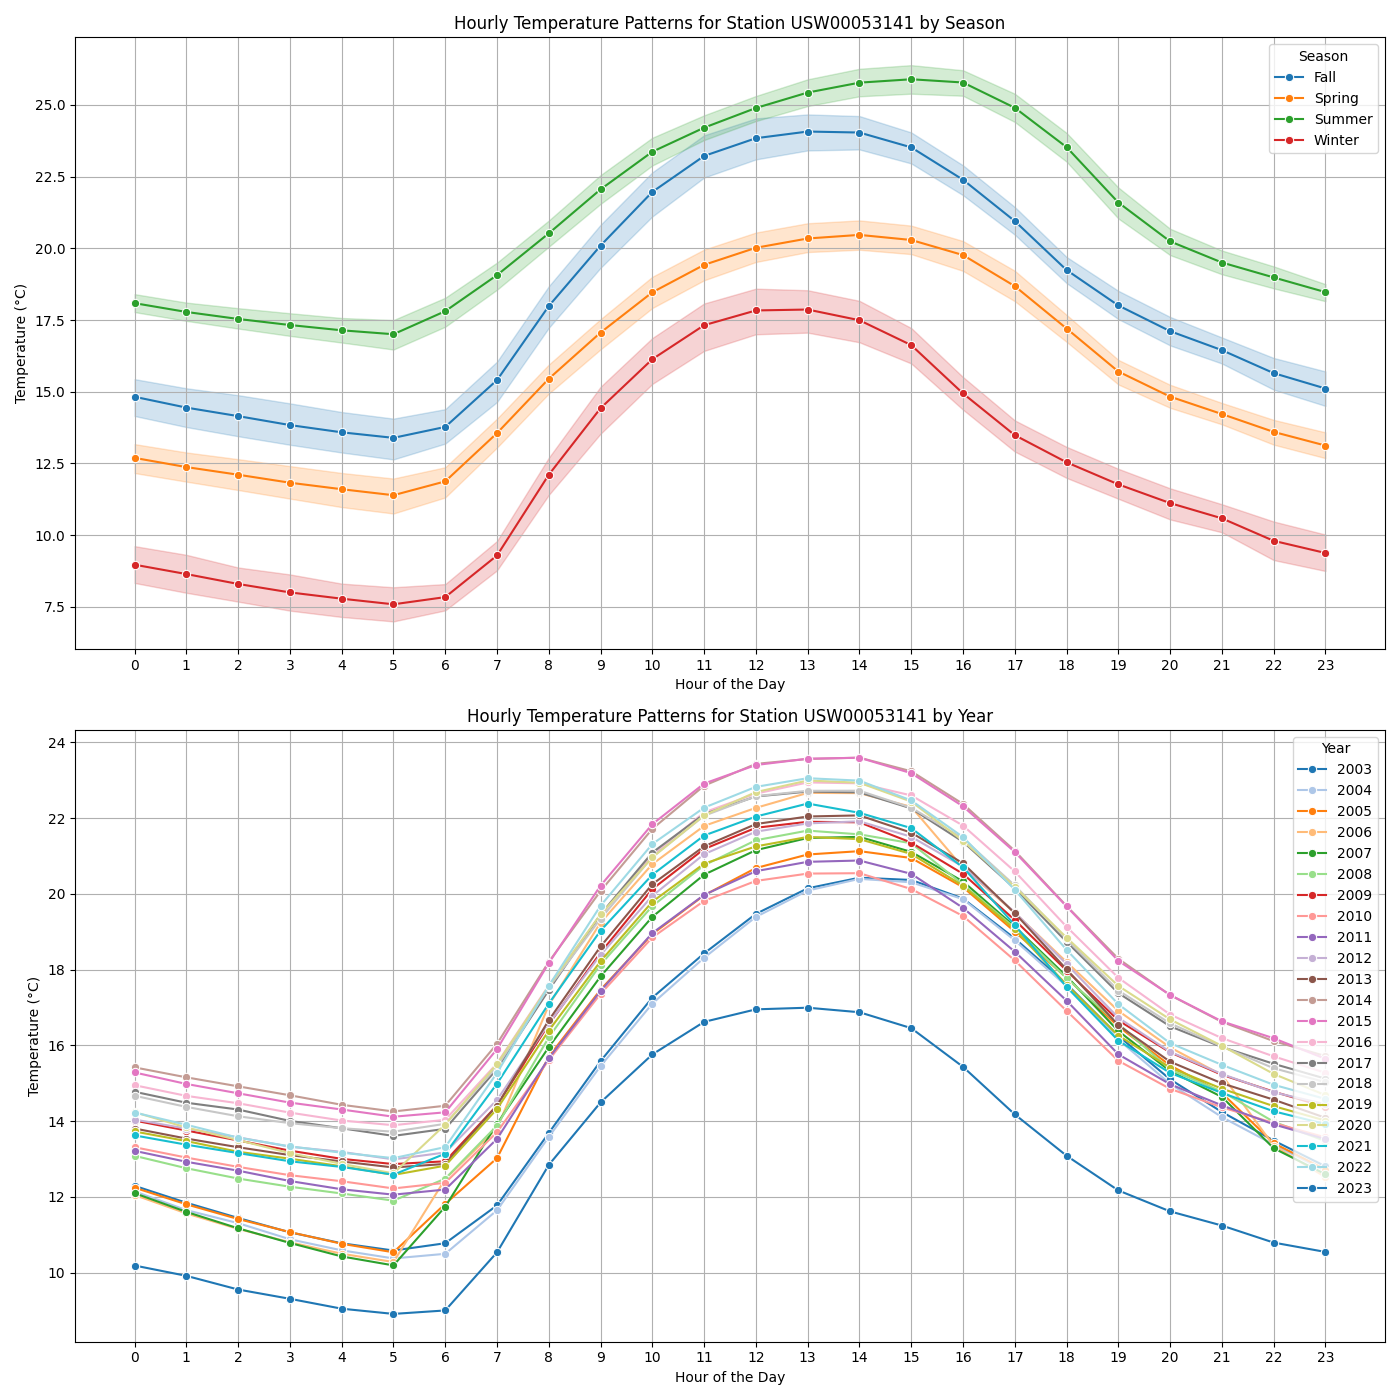 Hourly Temperature Patterns for Station USW00053141 by Season
Season
Fall
Spring
Summer
Winter
25.0
22.5
20.0
17.5
15.0
12.5
10.0
7.5
Temperature (°C)
0 1 2 3 4 5 6 7 8 9 10 11 12 13 14 15 16 17 18 19 20 21 22 23
Hour of the Day
Hourly Temperature Patterns for Station USW00053141 by Year
Year
2003
2004
2005
2006
2007
2008
2009
2010
2011
2012
2013
2014
2015
2016
2017
2018
2019
2020
2021
2022
2023
24
22
20
18
16
14
12
10
Temperature (°C)
0 1 2 3 4 5 6 7 8 9 10 11 12 13 14 15 16 17 18 19 20 21 22 23
Hour of the Day